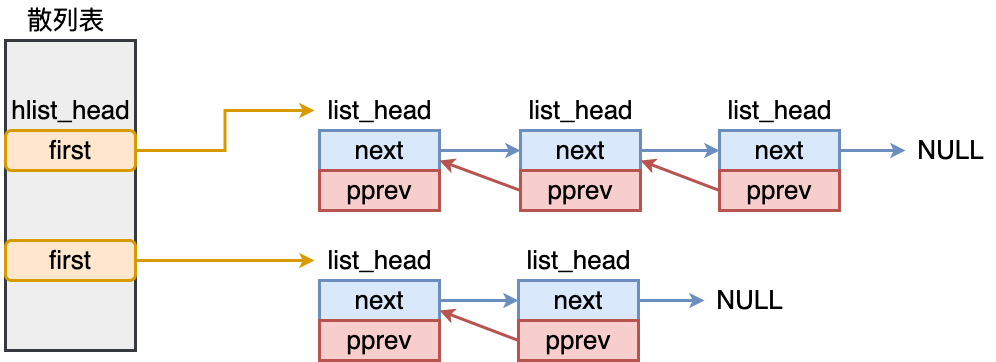 散列表
hlist_head
first
list_head
list_head
list_head
next
next
next
NULL
pprev
pprev
pprev
first
list_head
list_head
next
next
NULL
pprev
pprev